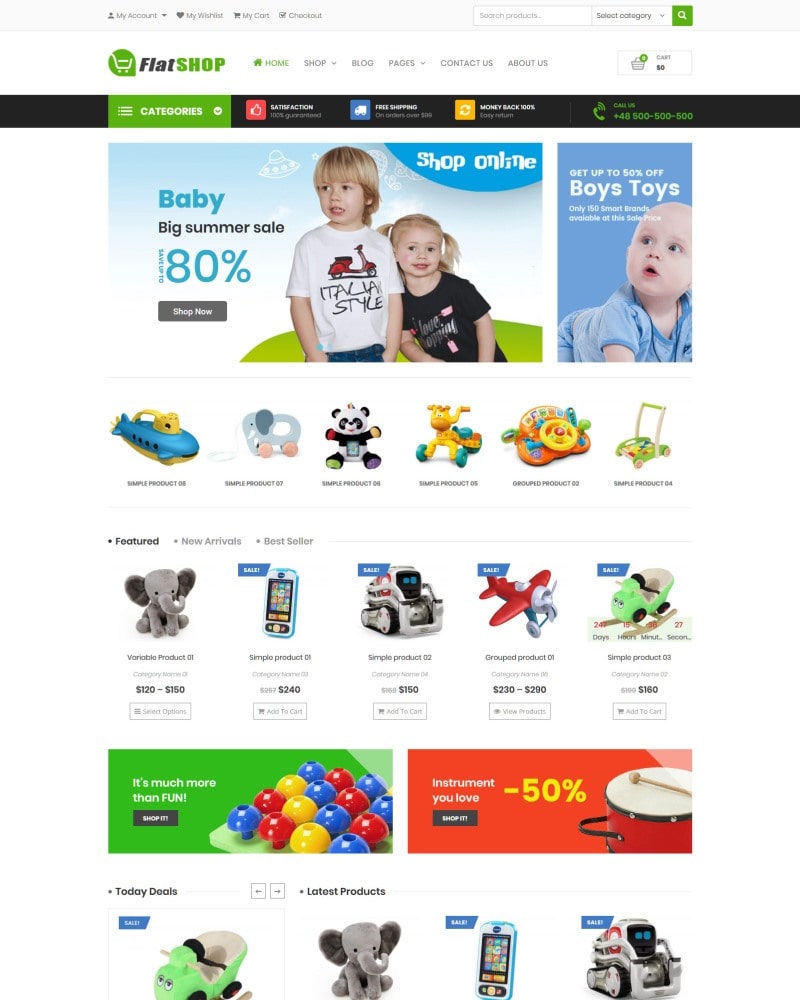 My Account
My Wishlist
My Cart
Checkout
Search products...
Select category
FlatSHOP
HOME
SHOP
BLOG
PAGES
CONTACT US
ABOUT US
0
CART
$0
CATEGORIES
SATISFACTION
100% guaranteed
FREE SHIPPING
On orders over $99
MONEY BACK 100%
Easy return
CALL US
+48 500-500-500
Shop online
Baby
Big summer sale
SAVE UP TO
80%
Shop Now
ITALIAN
STYLE
i love
shopping!
GET UP TO 50% OFF
Boys Toys
Only 150 Smart Brands
avaiable at this Sale Price
SIMPLE PRODUCT 08
SIMPLE PRODUCT 07
SIMPLE PRODUCT 06
SIMPLE PRODUCT 05
GROUPED PRODUCT 02
SIMPLE PRODUCT 04
Featured
New Arrivals
Best Seller
SALE!
SALE!
SALE!
SALE!
247 15 36 27
Days Hours Minut... Secon...
Variable Product 01
Category Name 01
$120 – $150
Select Options
Simple product 01
Category Name 03
$257 $240
Add To Cart
Simple product 02
Category Name 04
$150
Add To Cart
Grouped product 01
$230 – $290
View Products
Simple product 03
Category Name 02
$160
Add To Cart
It's much more
than FUN!
SHOP IT!
Instrument
you love
-50%
SHOP IT!
Today Deals
Latest Products
SALE!
SALE!
SALE!